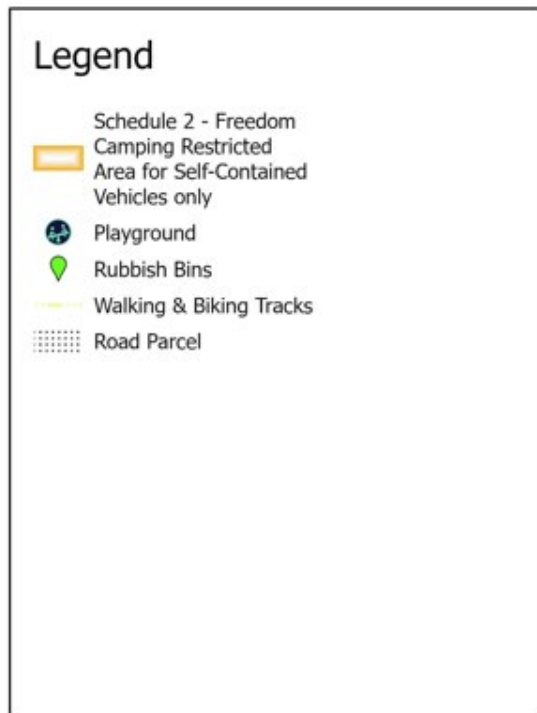 Legend
Schedule 2 - Freedom
Camping Restricted
Area for Self-Contained
Vehicles only
Playground
Rubbish Bins
Walking & Biking Tracks
Road Parcel